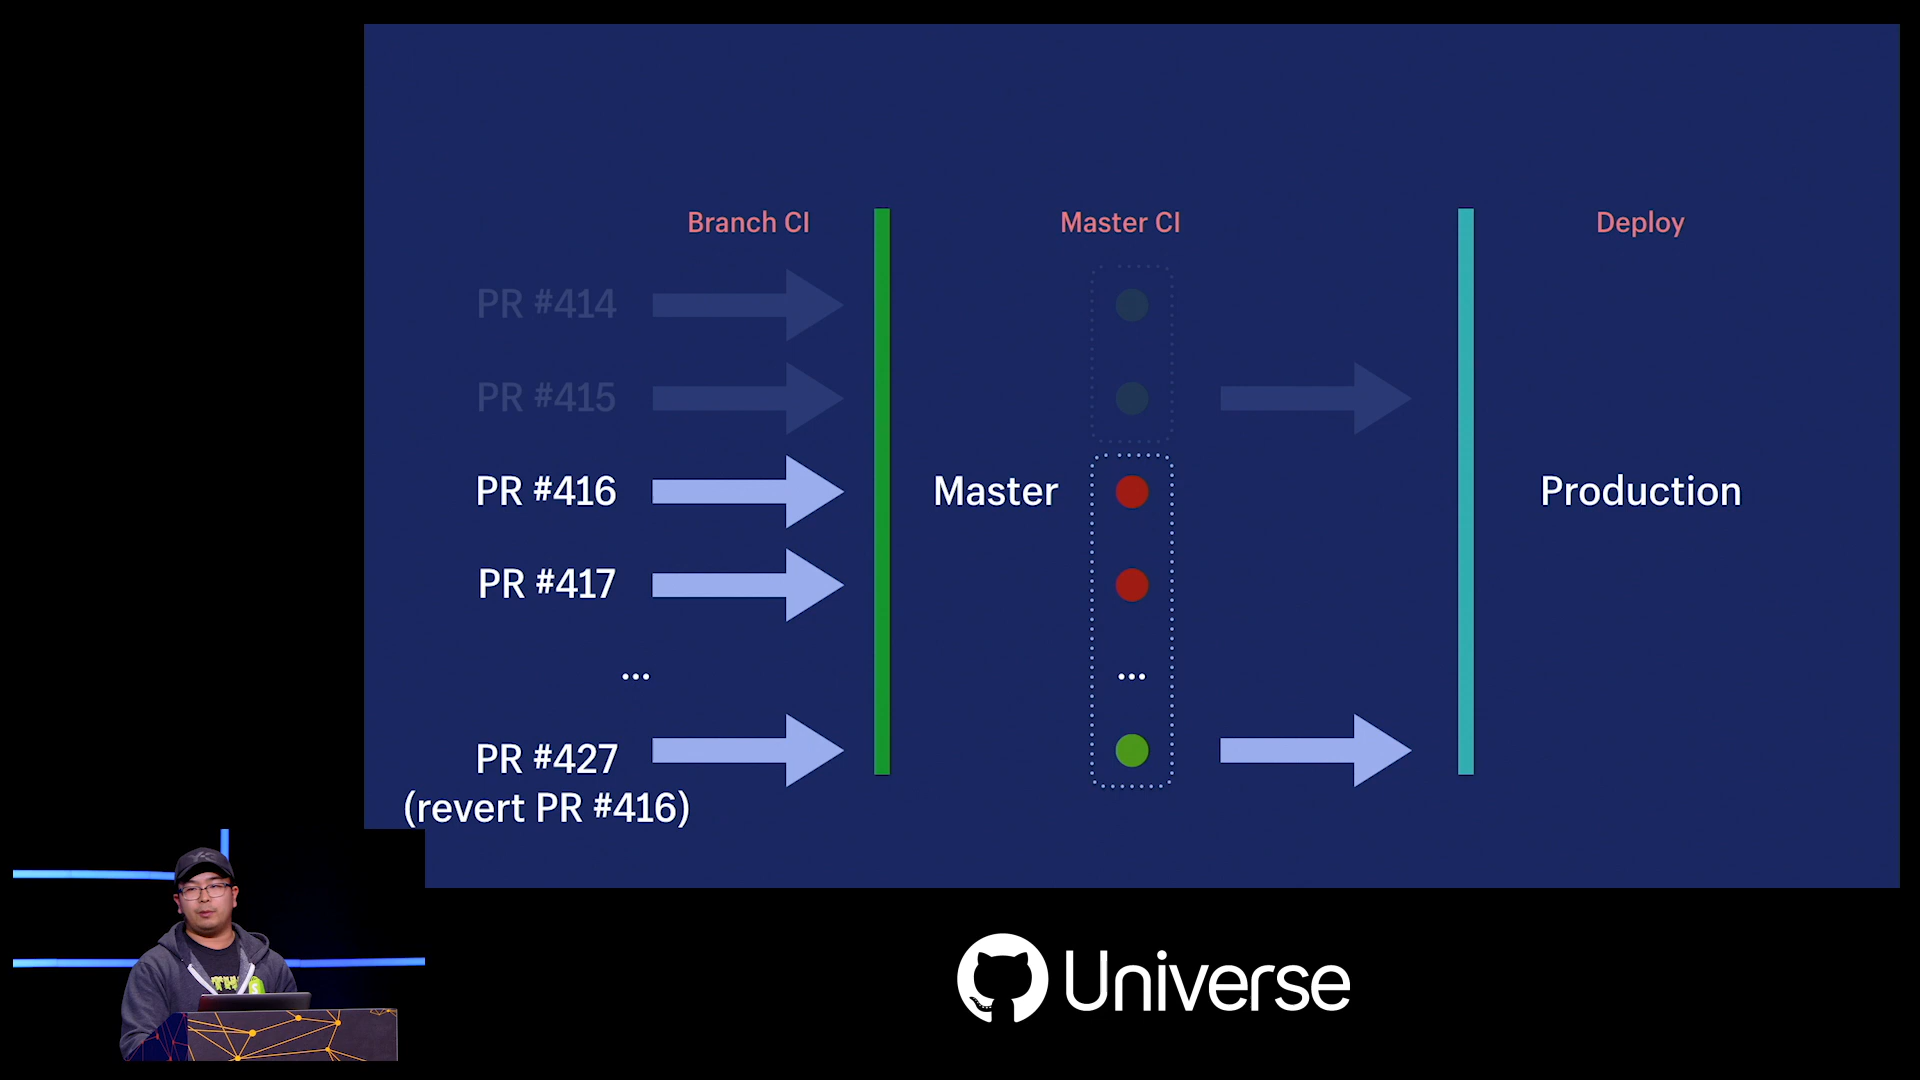 Branch CI
Master CI
Deploy
PR #414
PR #415
PR #416
Master
Production
PR #417
...
...
PR #427
(revert PR #416)
Universe